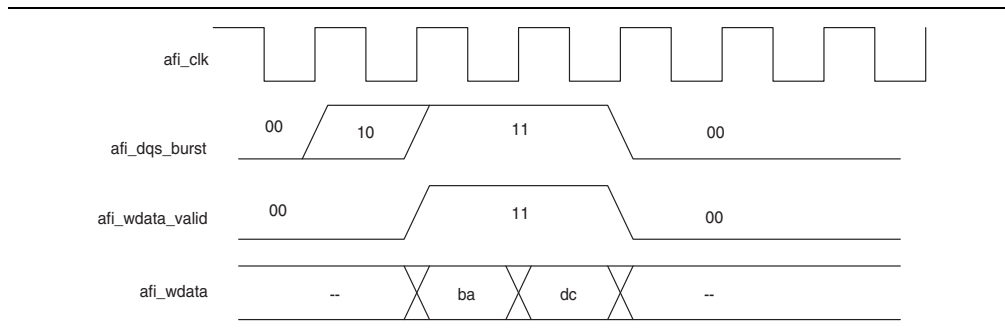 afi_clk
afi_dqs_burst
00
10
11
00
afi_wdata_valid
00
11
00
afi_wdata
--
ba
dc
--